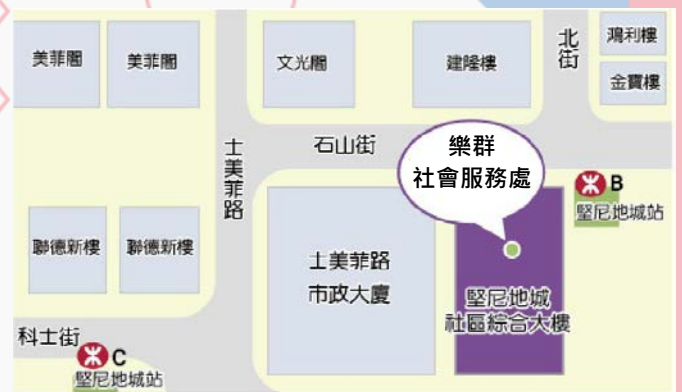 美菲閣
美菲閣
文光閣
建隆樓
北街
鴻利樓
金寶樓
石山街
士美菲路
樂群
社會服務處
B
堅尼地城站
聯德新樓
聯德新樓
士美菲路
市政大廈
堅尼地城
社區綜合大樓
科士街
C
堅尼地城站